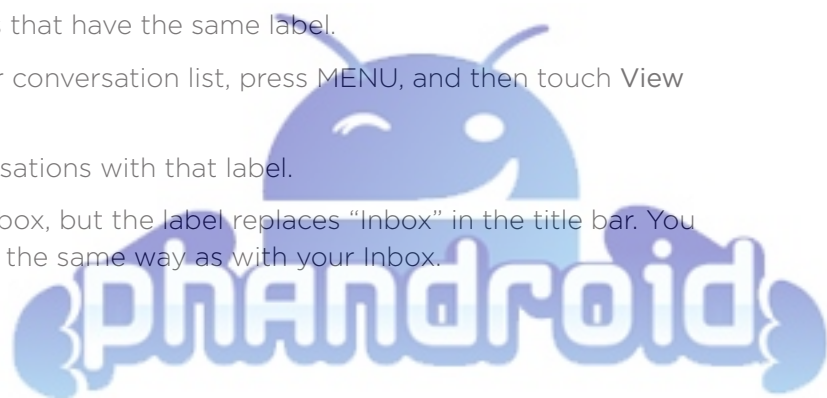 s that have the same label.
r conversation list, press MENU, and then touch View
sations with that label.
box, but the label replaces “Inbox” in the title bar. You
the same way as with your Inbox.
phandroid